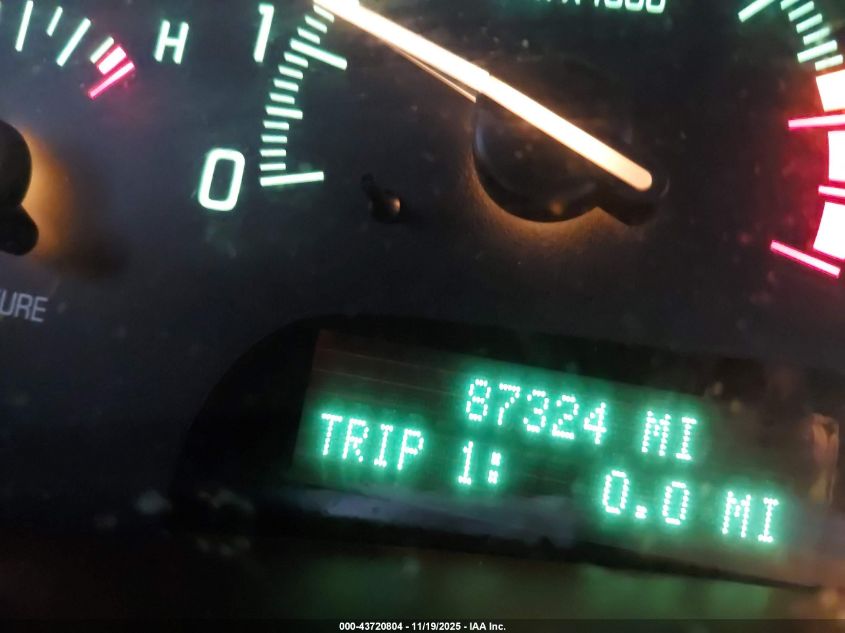 H
1
0
URE
87324 MI
TRIP 1: 0.0 MI
000-43720804 - 11/19/2025 - IAA Inc.